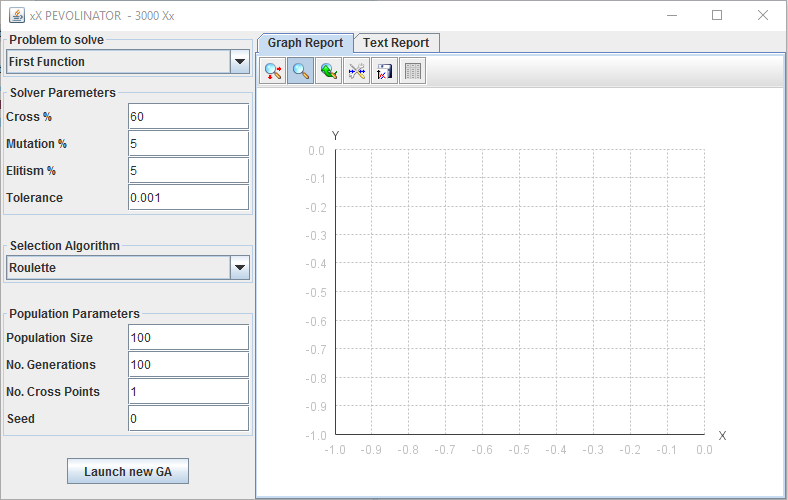 xX PEVOLINATOR - 3000 Xx
Problem to solve
First Function
Solver Paremeters
Cross % 60
Mutation % 5
Elitism % 5
Tolerance 0.001
Selection Algorithm
Roulette
Population Parameters
Population Size 100
No. Generations 100
No. Cross Points 1
Seed 0
Launch new GA
Graph Report Text Report
Y
0.0
-0.1
-0.2
-0.3
-0.4
-0.5
-0.6
-0.7
-0.8
-0.9
-1.0
X
-1.0 -0.9 -0.8 -0.7 -0.6 -0.5 -0.4 -0.3 -0.2 -0.1 0.0